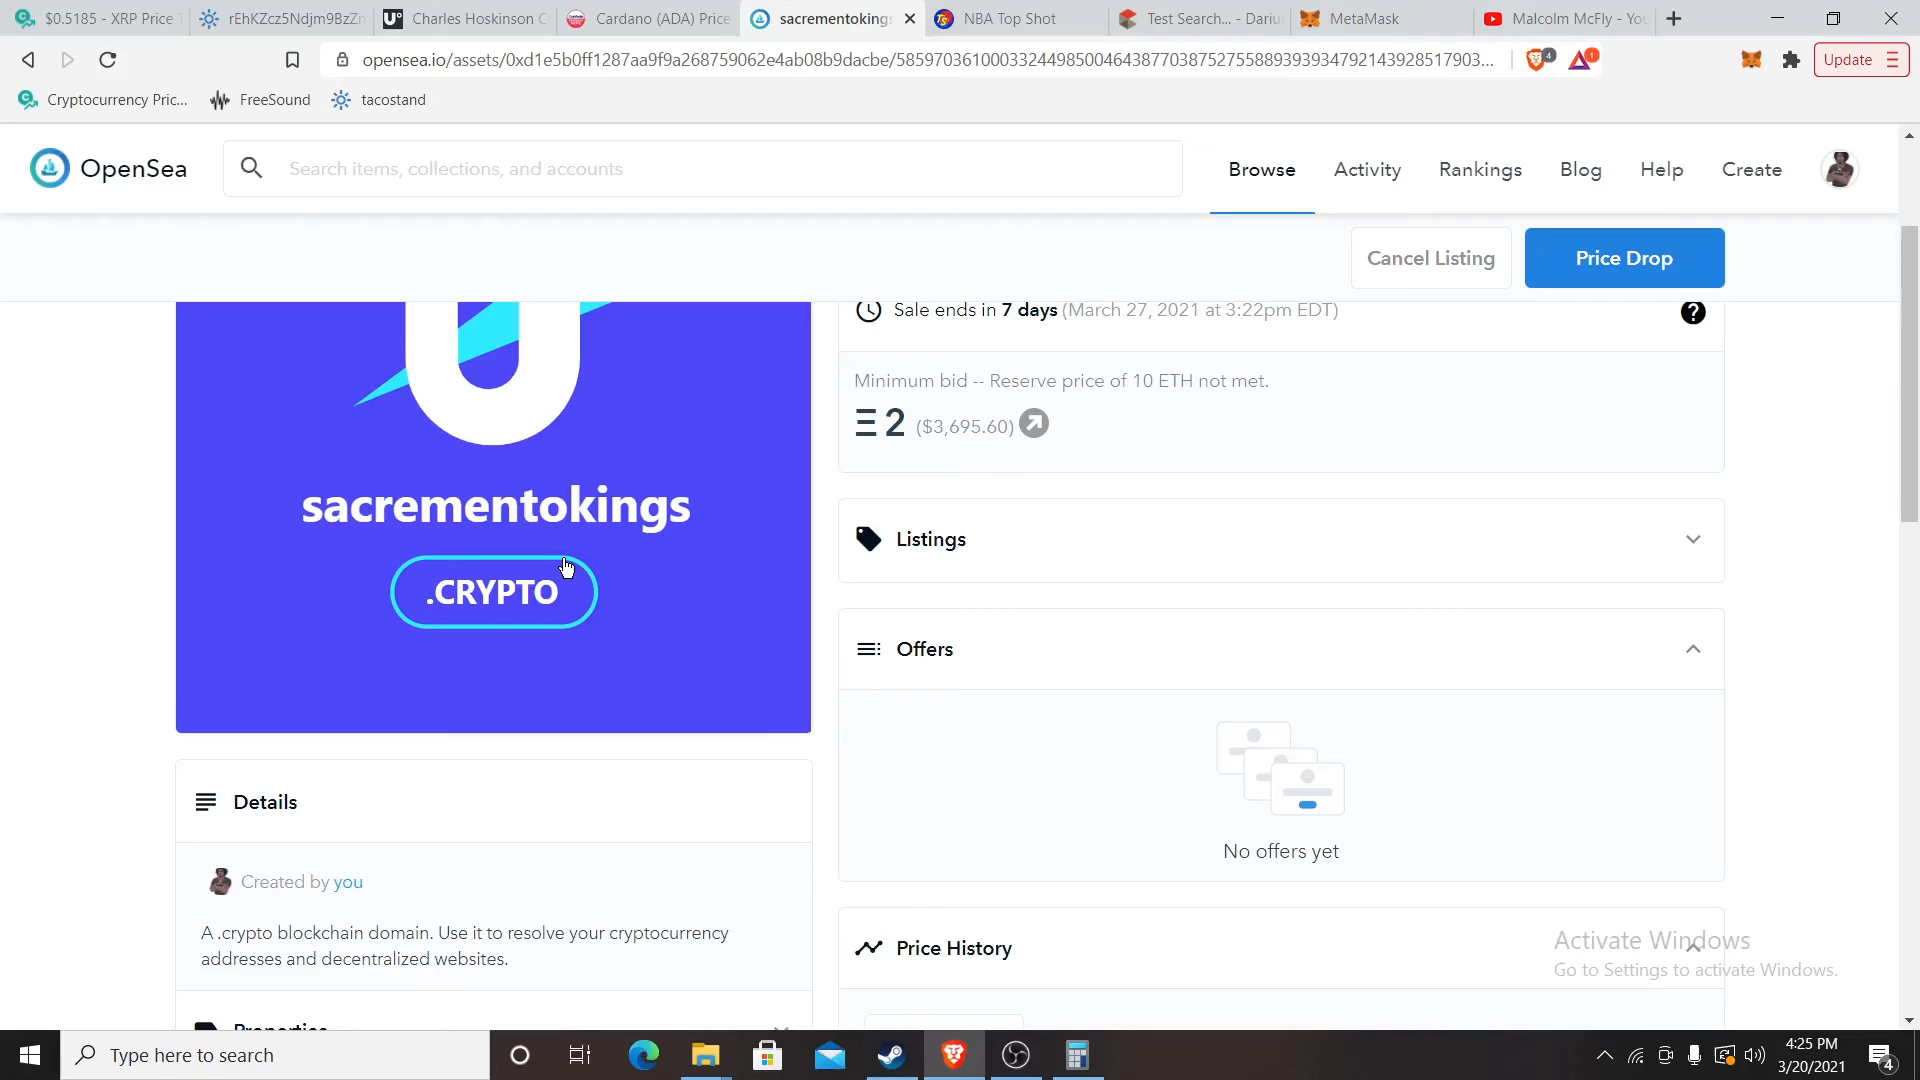 $0.5185 - XRP Price
rEhKZcz5Ndjm9BzZn
Charles Hoskinson C
Cardano (ADA) Price
sacrementokings
NBA Top Shot
Test Search... - Dariu
MetaMask
Malcolm McFly - You
opensea.io/assets/0xd1e5b0ff1287aa9f9a268759062e4ab08b9dacbe/58597036100033244985004643877038752755889393934792143928517903...
4
1
Update
Cryptocurrency Pric...
FreeSound
tacostand
OpenSea
Search items, collections, and accounts
Browse
Activity
Rankings
Blog
Help
Create
Cancel Listing
Price Drop
Sale ends in 7 days (March 27, 2021 at 3:22pm EDT)
Minimum bid -- Reserve price of 10 ETH not met.
Ξ 2 ($3,695.60)
sacrementokings
.CRYPTO
Listings
Offers
No offers yet
Details
Created by you
A .crypto blockchain domain. Use it to resolve your cryptocurrency
addresses and decentralized websites.
Properties
Price History
Activate Windows
Go to Settings to activate Windows.
Type here to search
4:25 PM
3/20/2021
4